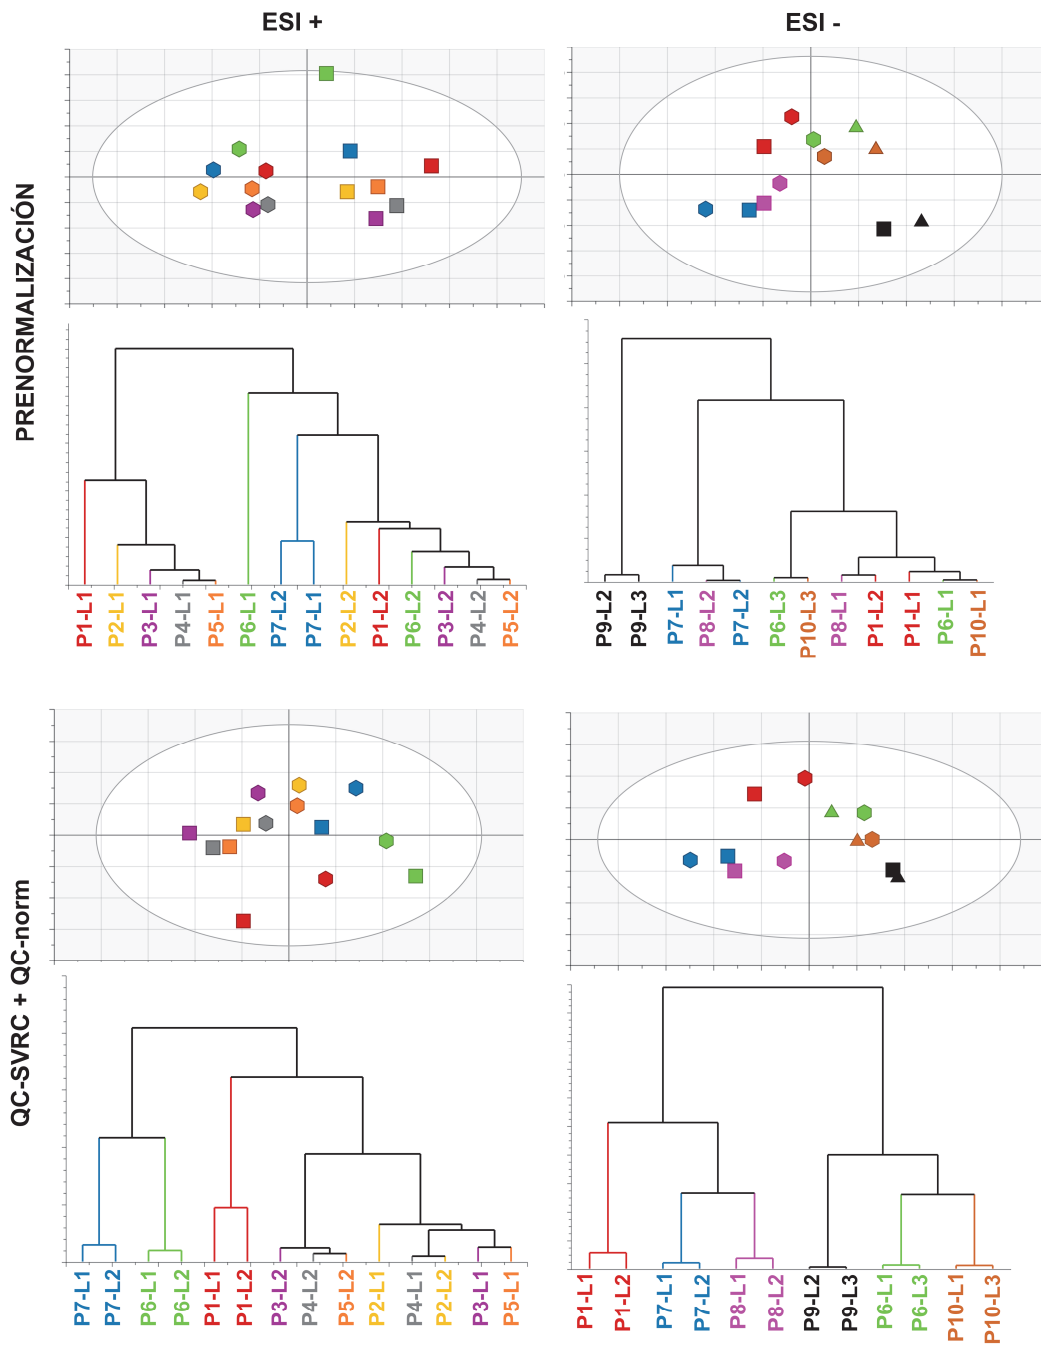 ESI +
ESI -
PRENORMALIZACIÓN
P1-L1
P2-L1
P3-L1
P4-L1
P5-L1
P6-L1
P7-L2
P7-L1
P2-L2
P1-L2
P6-L2
P3-L2
P4-L2
P5-L2
P9-L2
P9-L3
P7-L1
P8-L2
P7-L2
P6-L3
P10-L3
P8-L1
P1-L2
P1-L1
P6-L1
P10-L1
QC-SVRC + QC-norm
P7-L1
P7-L2
P6-L1
P6-L2
P1-L1
P1-L2
P3-L2
P4-L2
P5-L2
P2-L1
P4-L1
P2-L2
P3-L1
P5-L1
P1-L1
P1-L2
P7-L1
P7-L2
P8-L1
P8-L2
P9-L2
P9-L3
P6-L1
P6-L3
P10-L1
P10-L3